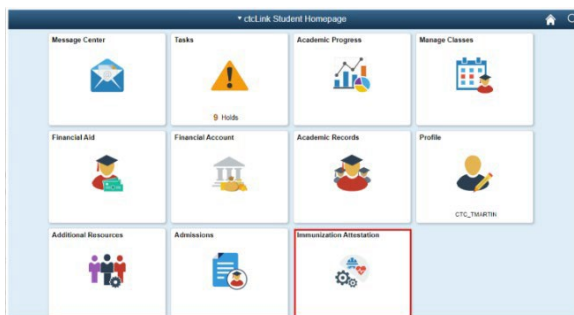 ctcLink Student Homepage
Message Center
Tasks
Academic Progress
Manage Classes
9 Holds
Financial Aid
Financial Account
Academic Records
Profile
CTC_TMARTIN
Additional Resources
Admissions
Immunization Attestation